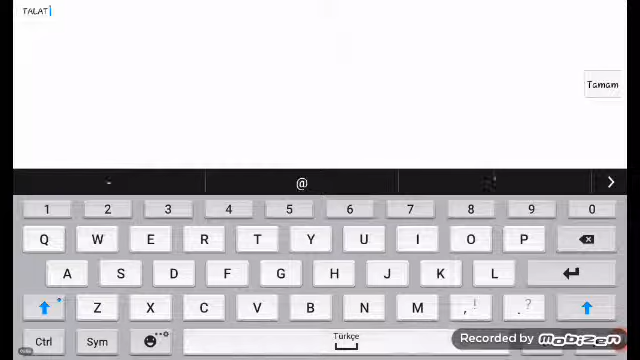 TALAT
Tamam
- @
1 2 3 4 5 6 7 8 9 0
Q W E R T Y U I O P
A S D F G H J K L
Z X C V B N M , ! . ?
Ctrl Sym Türkçe
Recorded by mobizen